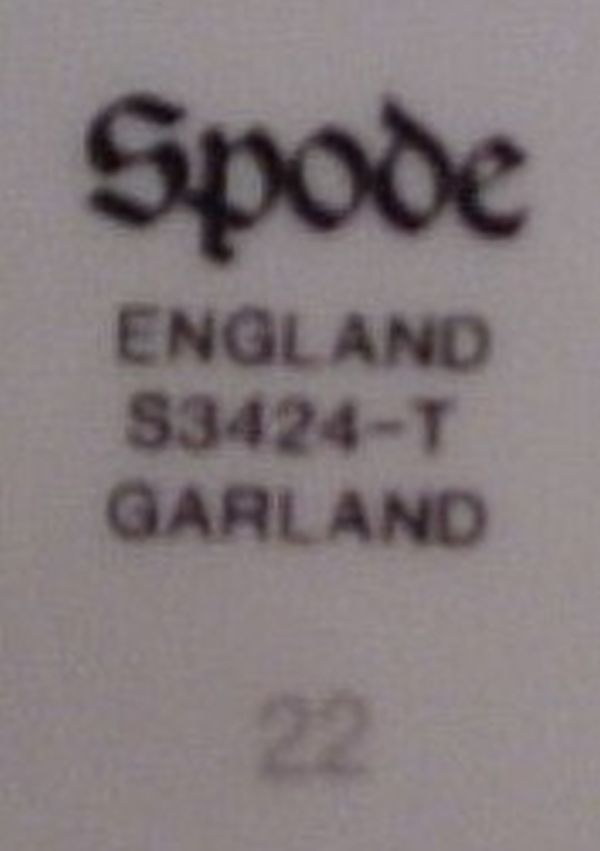 Spode
ENGLAND
S3424-T
GARLAND
22